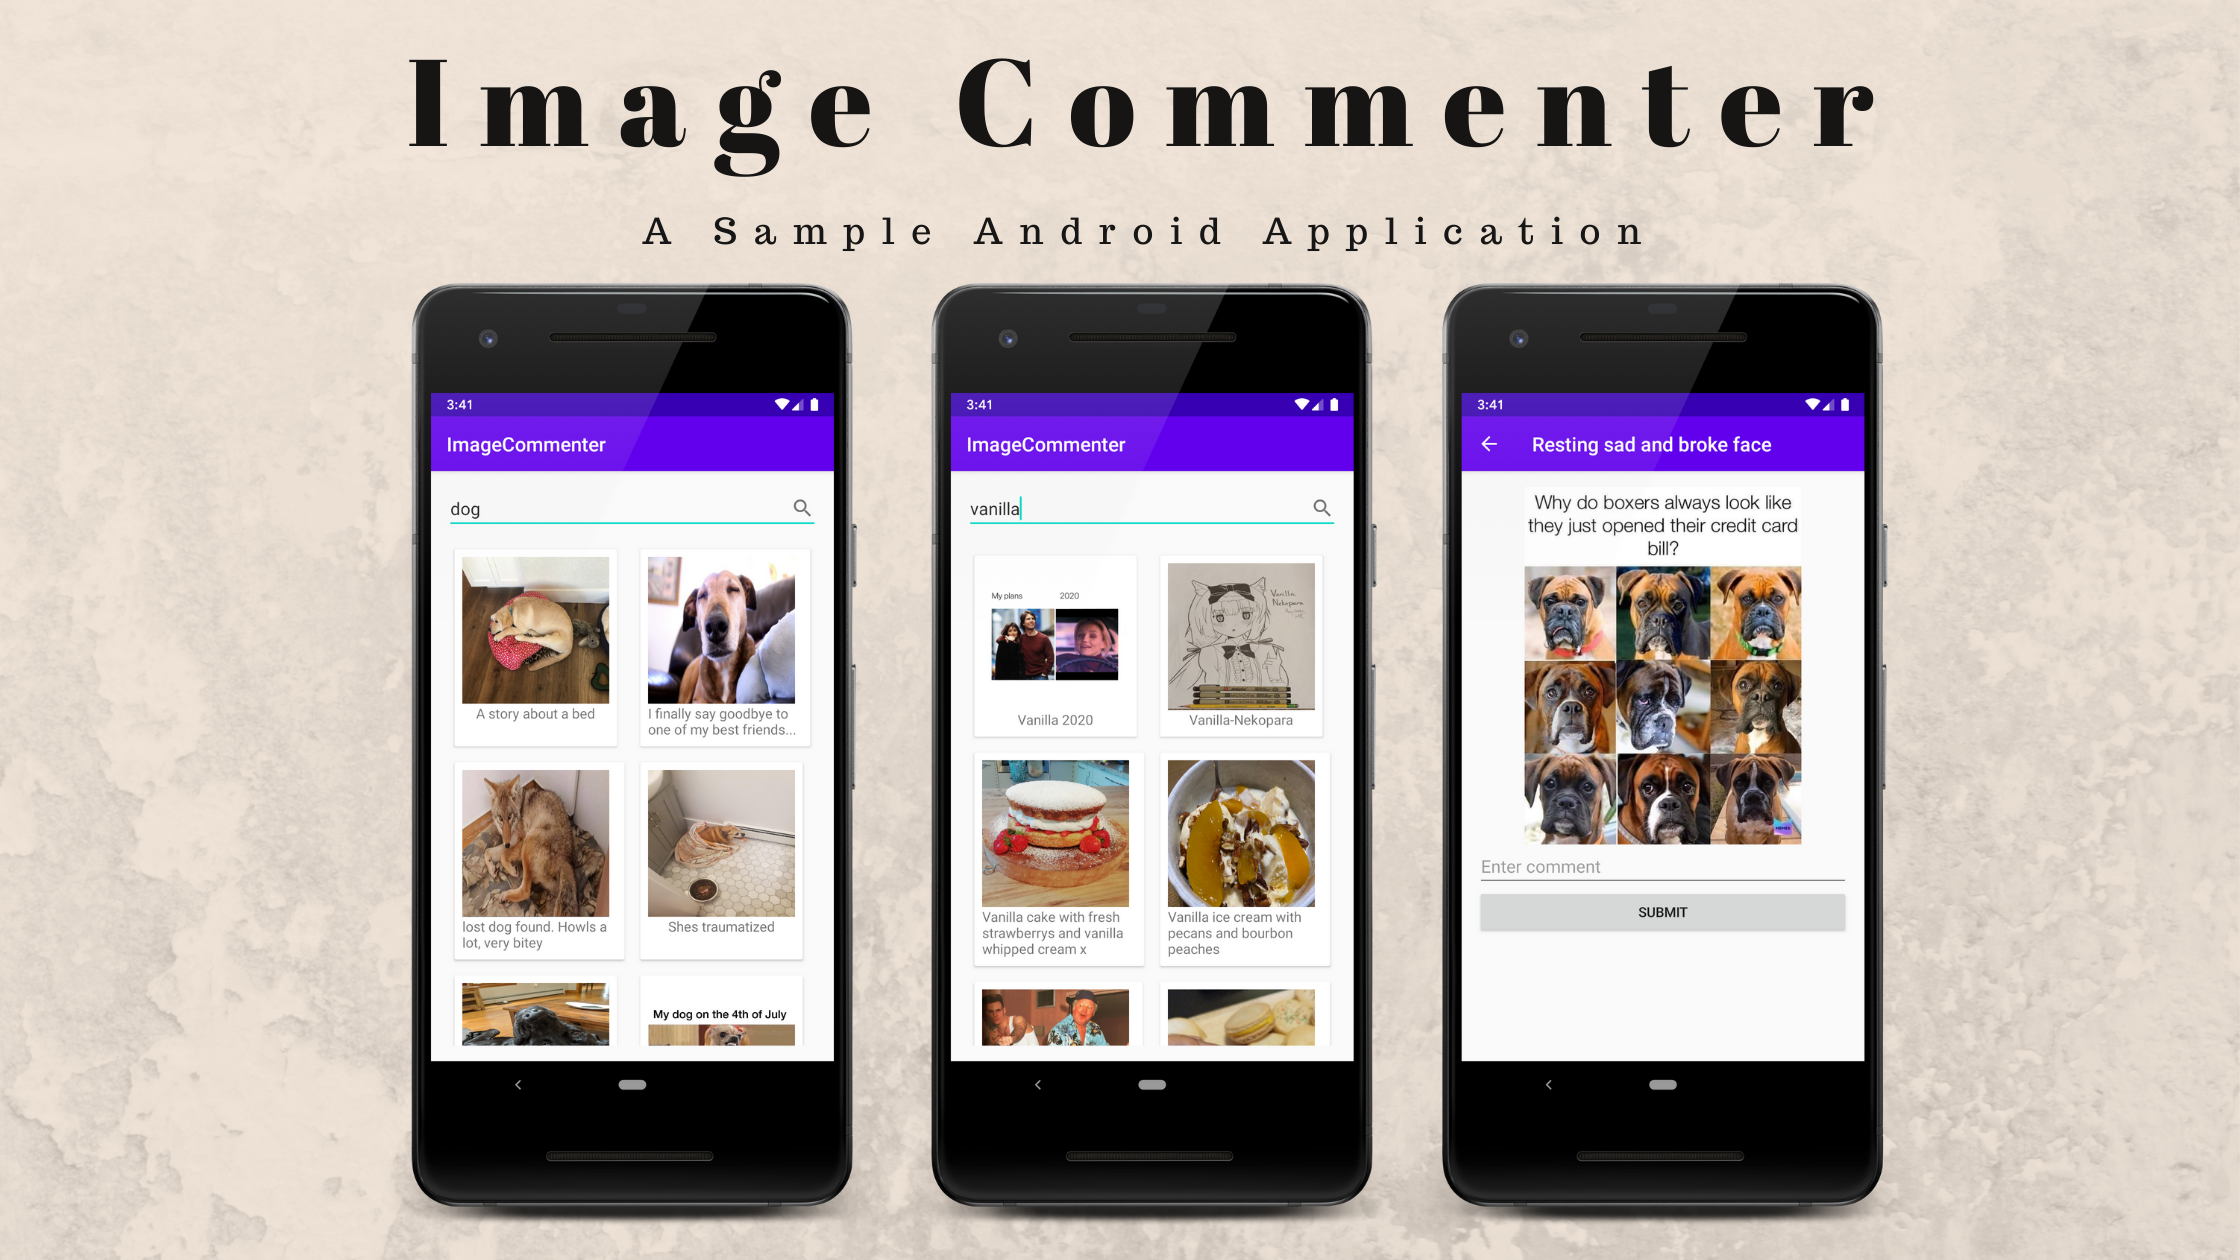 Image Commenter
A Sample Android Application
3:41
ImageCommenter
dog
A story about a bed
I finally say goodbye to
one of my best friends...
lost dog found. Howls a
lot, very bitey
Shes traumatized
My dog on the 4th of July
3:41
ImageCommenter
vanilla
My plans
2020
Vanilla 2020
Vanilla
Nekopara
Vanilla-Nekopara
Vanilla cake with fresh
strawberrys and vanilla
whipped cream x
Vanilla ice cream with
pecans and bourbon
peaches
3:41
Resting sad and broke face
Why do boxers always look like
they just opened their credit card
bill?
Enter comment
SUBMIT